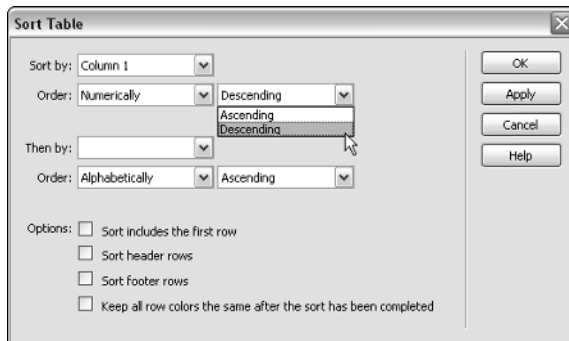 Sort Table
Sort by: Column 1
OK
Order: Numerically Descending
Apply
Ascending
Descending
Cancel
Then by:
Help
Order: Alphabetically Ascending
Options: Sort includes the first row
Sort header rows
Sort footer rows
Keep all row colors the same after the sort has been completed